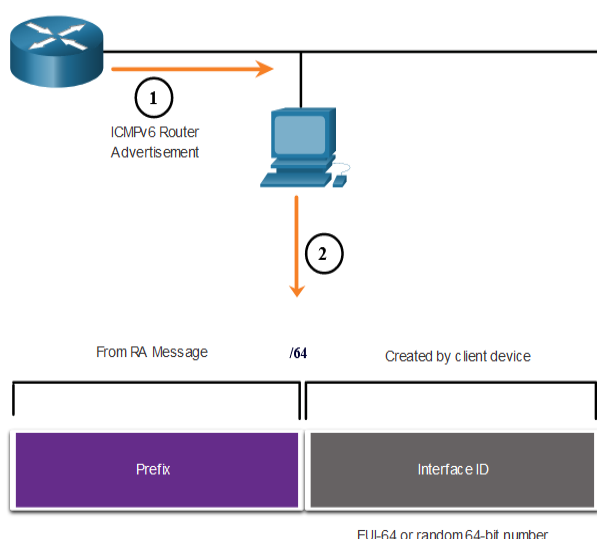 1
ICMPv6 Router
Advertisement
2
From RA Message
/64
Created by client device
Prefix
Interface ID
EUI-64 or random 64-bit number